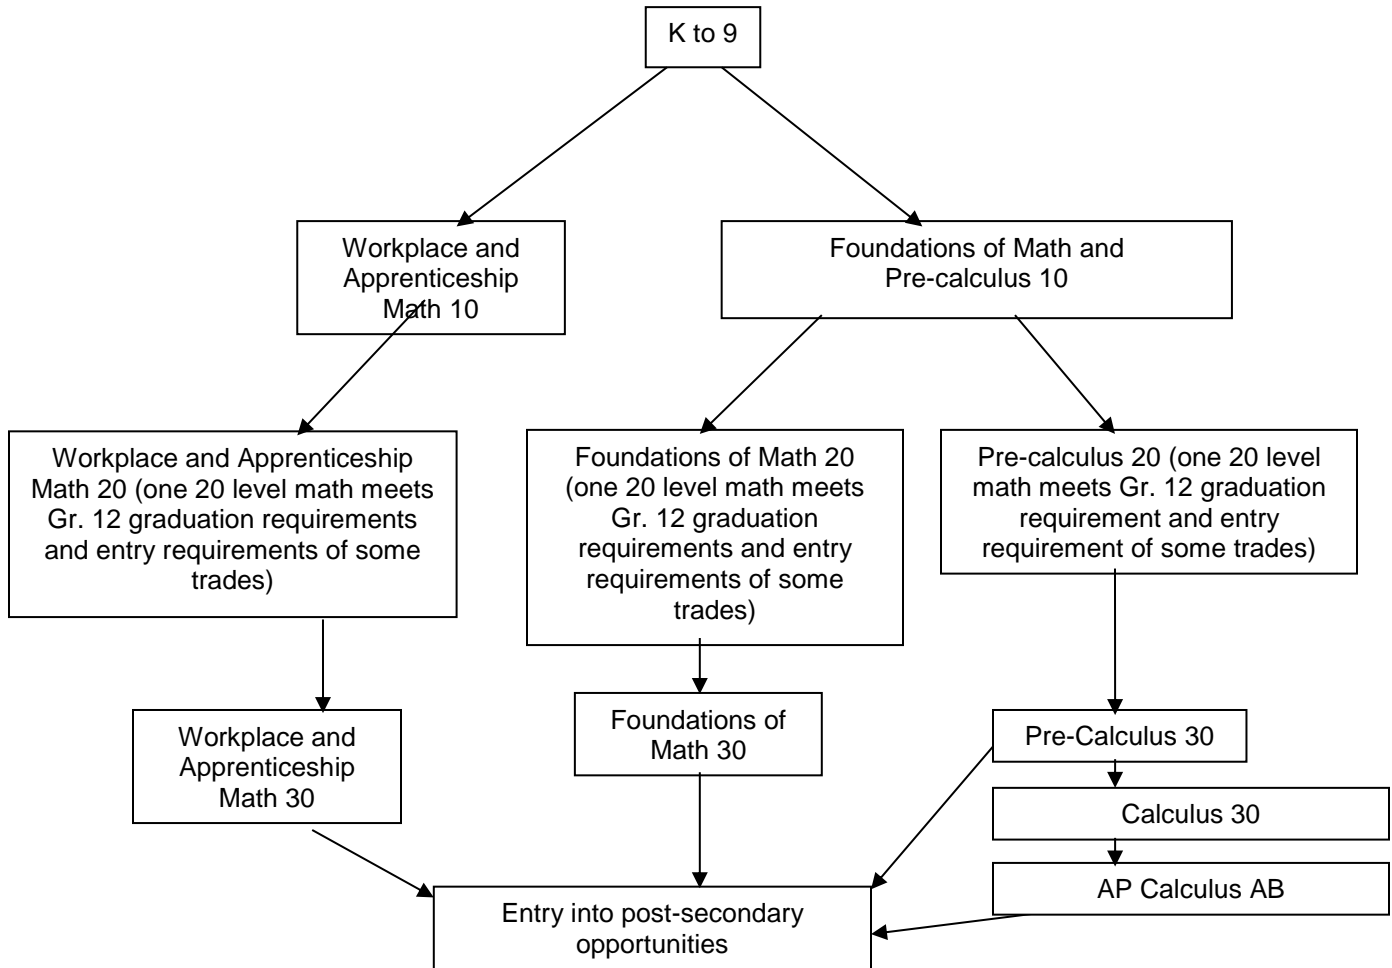 K to 9
Workplace and
Apprenticeship
Math 10
Foundations of Math and
Pre-calculus 10
Workplace and Apprenticeship
Math 20 (one 20 level math meets
Gr. 12 graduation requirements
and entry requirements of some
trades)
Foundations of Math 20
(one 20 level math meets
Gr. 12 graduation
requirements and entry
requirements of some
trades)
Pre-calculus 20 (one 20 level
math meets Gr. 12 graduation
requirement and entry
requirement of some trades)
Workplace and
Apprenticeship
Math 30
Foundations of
Math 30
Pre-Calculus 30
Calculus 30
AP Calculus AB
Entry into post-secondary
opportunities